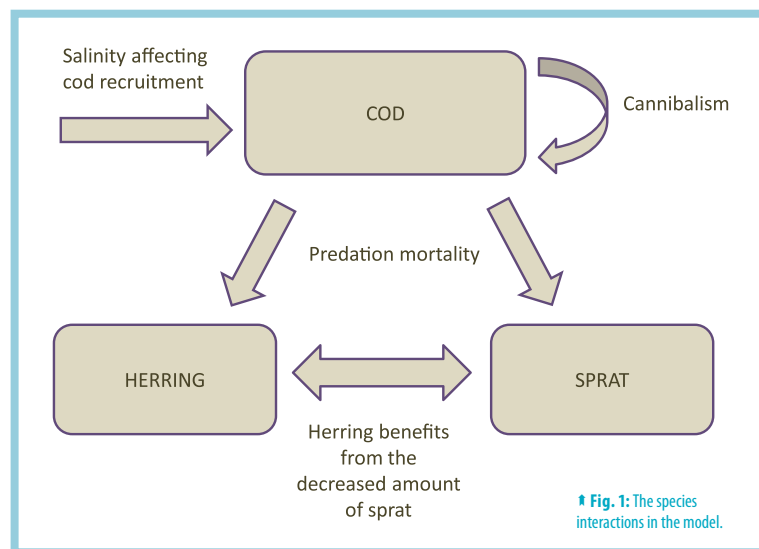 Salinity affecting
cod recruitment
COD
Cannibalism
Predation mortality
HERRING
SPRAT
Herring benefits
from the
decreased amount
of sprat
Fig. 1: The species
interactions in the model.